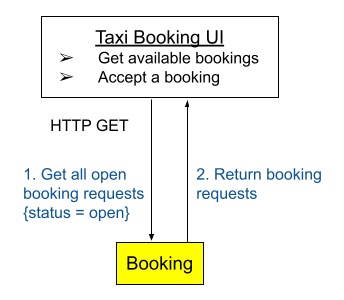 Taxi Booking UI
➢ Get available bookings
➢ Accept a booking
HTTP GET
1. Get all open
booking requests
{status = open}
2. Return booking
requests
Booking